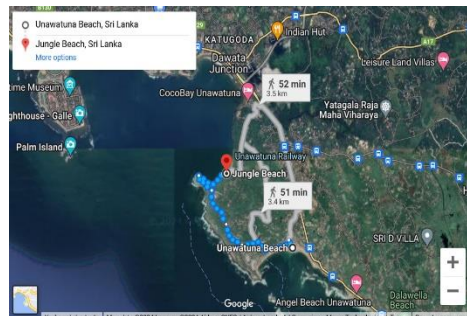 Unawatuna Beach, Sri Lanka
Jungle Beach, Sri Lanka
More options
KATUGODA
Indian Hut
A17
Dawata
Junction
Leisure Land Villas
CocoBay Unawatuna
52 min
3.5 km
time Museum
Yatagala Raja
Maha Viharaya
ghthouse - Galle
Palm Island
Unawatuna Railway
Jungle Beach
51 min
3.4 km
SRI D ViLLA
Unawatuna Beach
Dalawella
Beach
Google
Angel Beach Unawatuna